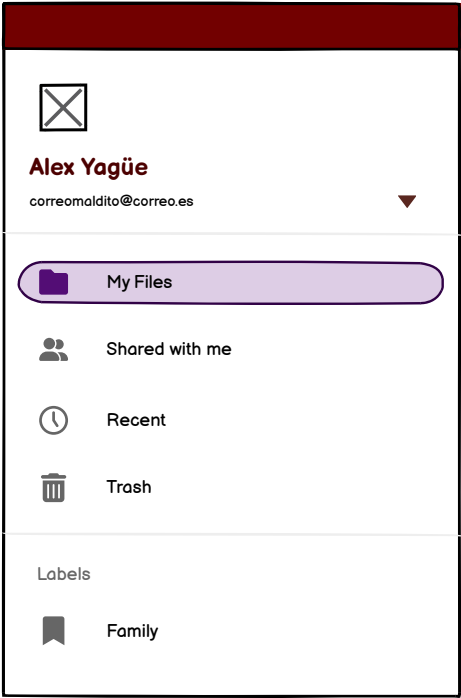 Alex Yagüe
correomaldito@correo.es
My Files
Shared with me
Recent
Trash
Labels
Family